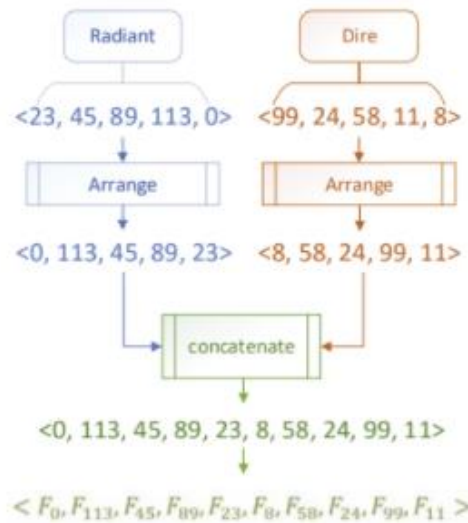 Radiant Dire
<23, 45, 89, 113, 0> <99, 24, 58, 11, 8>
Arrange Arrange
<0, 113, 45, 89, 23> <8, 58, 24, 99, 11>
concatenate
<0, 113, 45, 89, 23, 8, 58, 24, 99, 11>
< F₀, F₁₁₃, F₄₅, F₈₉, F₂₃, F₈, F₅₈, F₂₄, F₉₉, F₁₁ >